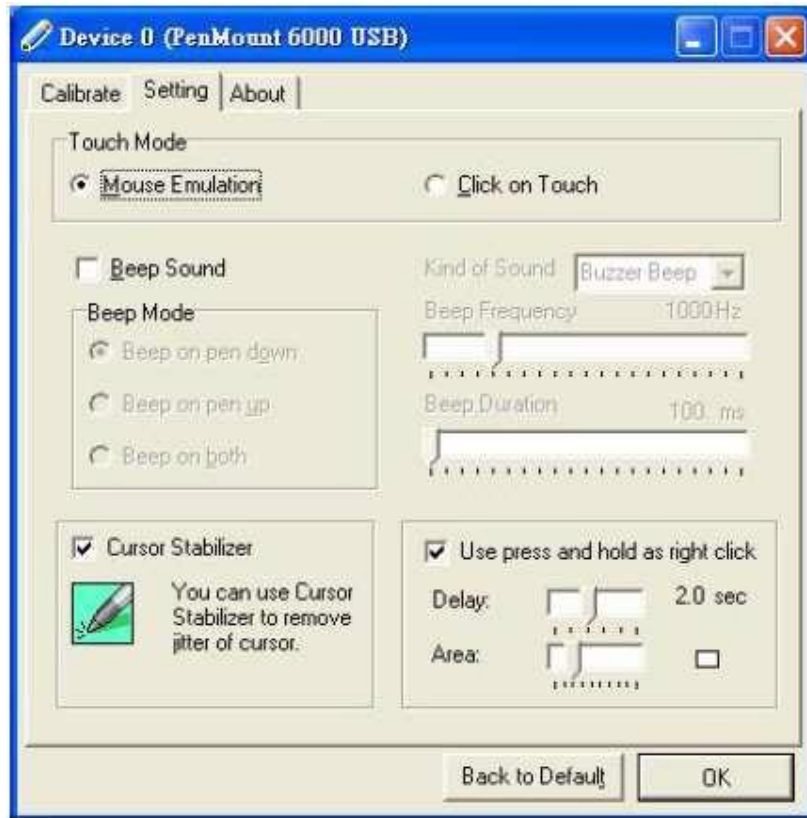 Device 0 (PenMount 6000 USB)
Calibrate Setting About
Touch Mode
Mouse Emulation
Click on Touch
Beep Sound
Kind of Sound Buzzer Beep
Beep Mode
Beep on pen down
Beep on pen up
Beep on both
Beep Frequency 1000Hz
Beep Duration 100 ms
Cursor Stabilizer
You can use Cursor
Stabilizer to remove
jitter of cursor.
Use press and hold as right click
Delay: 2.0 sec
Area:
Back to Default
OK